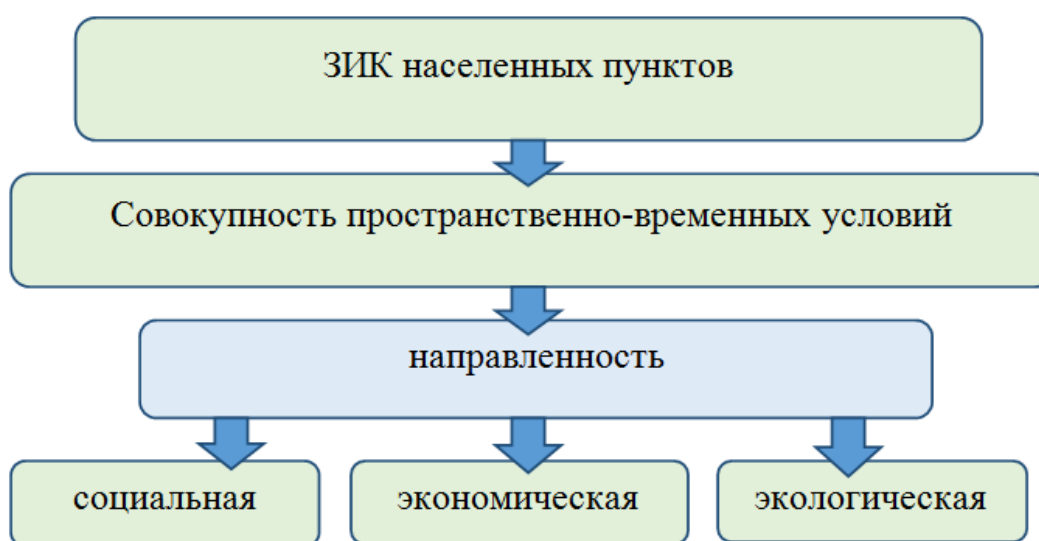 ЗИК населенных пунктов
Совокупность пространственно-временных условий
направленность
социальная
экономическая
экологическая